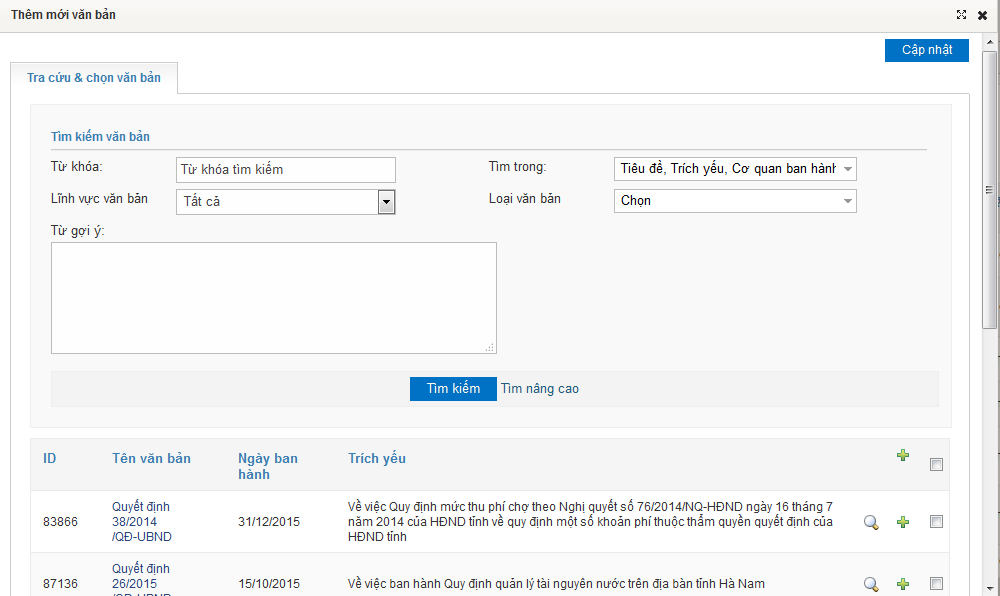 Thêm mới văn bản
Cập nhật
Tra cứu & chọn văn bản
Tìm kiếm văn bản
Từ khóa: Từ khóa tìm kiếm Tìm trong: Tiêu đề, Trích yếu, Cơ quan ban hành
Lĩnh vực văn bản Tất cả Loại văn bản Chọn
Từ gợi ý:
Tìm kiếm Tìm nâng cao
ID Tên văn bản Ngày ban Trích yếu
hành
Quyết định Về việc Quy định mức thu phí chợ theo Nghị quyết số 76/2014/NQ-HĐND ngày 16 tháng 7
83866 38/2014 31/12/2015 năm 2014 của HĐND tỉnh về quy định một số khoản phí thuộc thẩm quyền quyết định của
/QĐ-UBND HĐND tỉnh
Quyết định
87136 26/2015 15/10/2015 Về việc ban hành Quy định quản lý tài nguyên nước trên địa bàn tỉnh Hà Nam